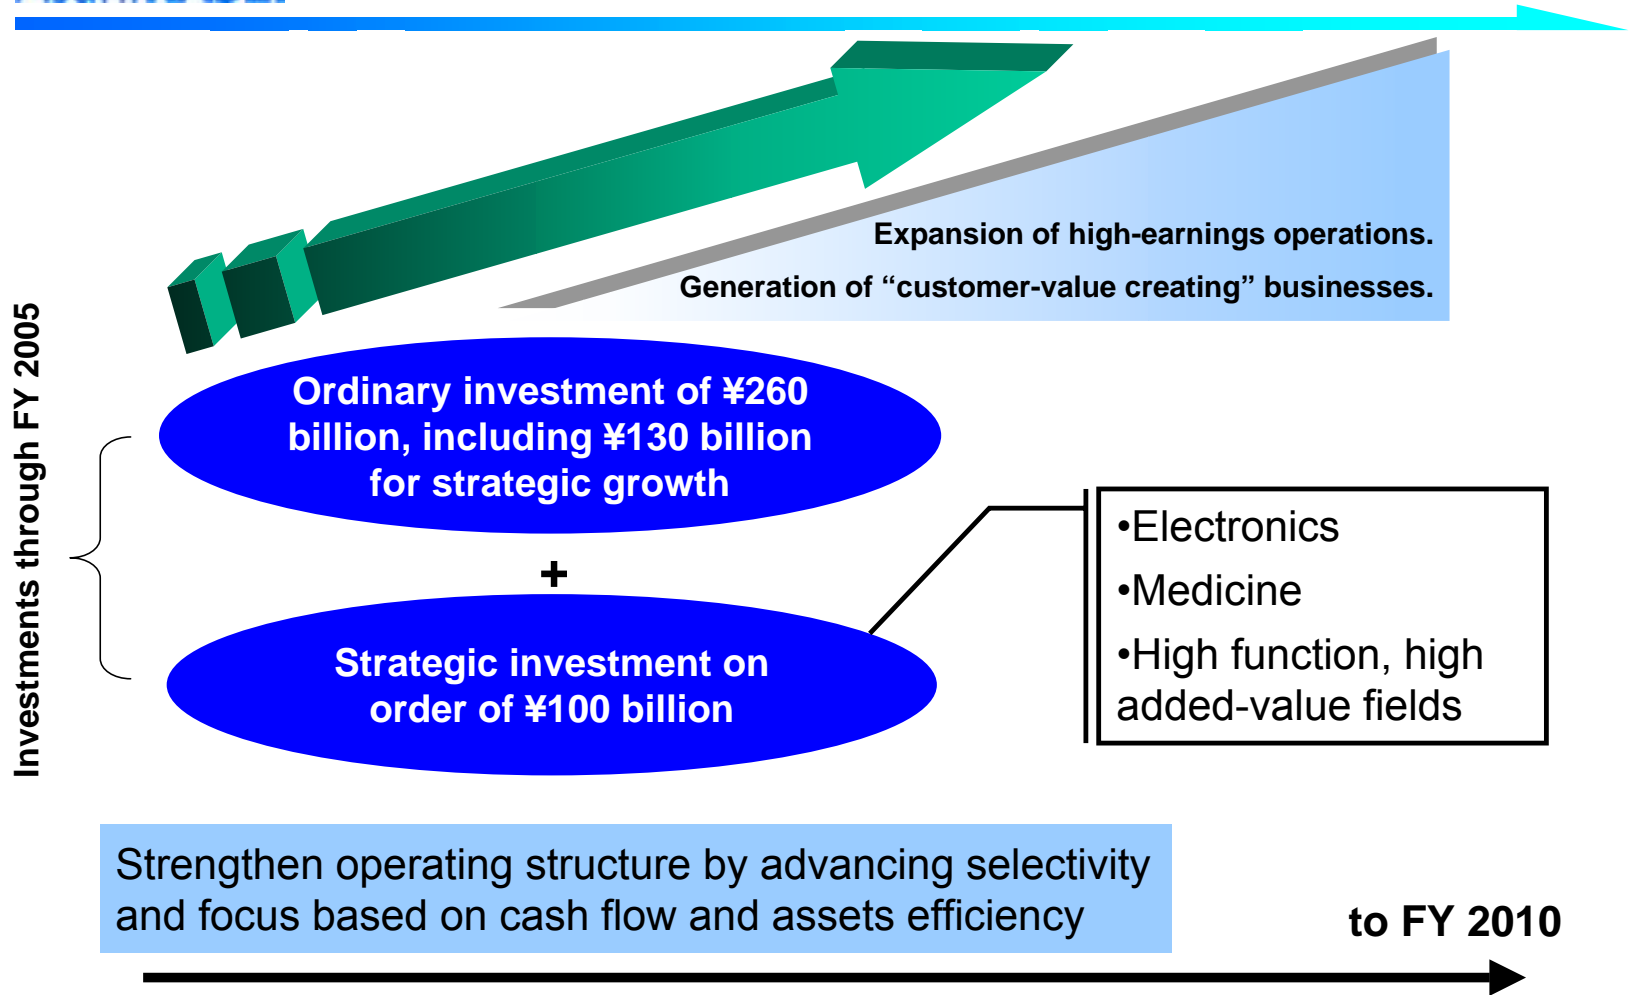 Expansion of high-earnings operations.
Generation of “customer-value creating” businesses.
Investments through FY 2005
Ordinary investment of ¥260
billion, including ¥130 billion
for strategic growth
+
Strategic investment on
order of ¥100 billion
•Electronics
•Medicine
•High function, high
added-value fields
Strengthen operating structure by advancing selectivity
and focus based on cash flow and assets efficiency
to FY 2010